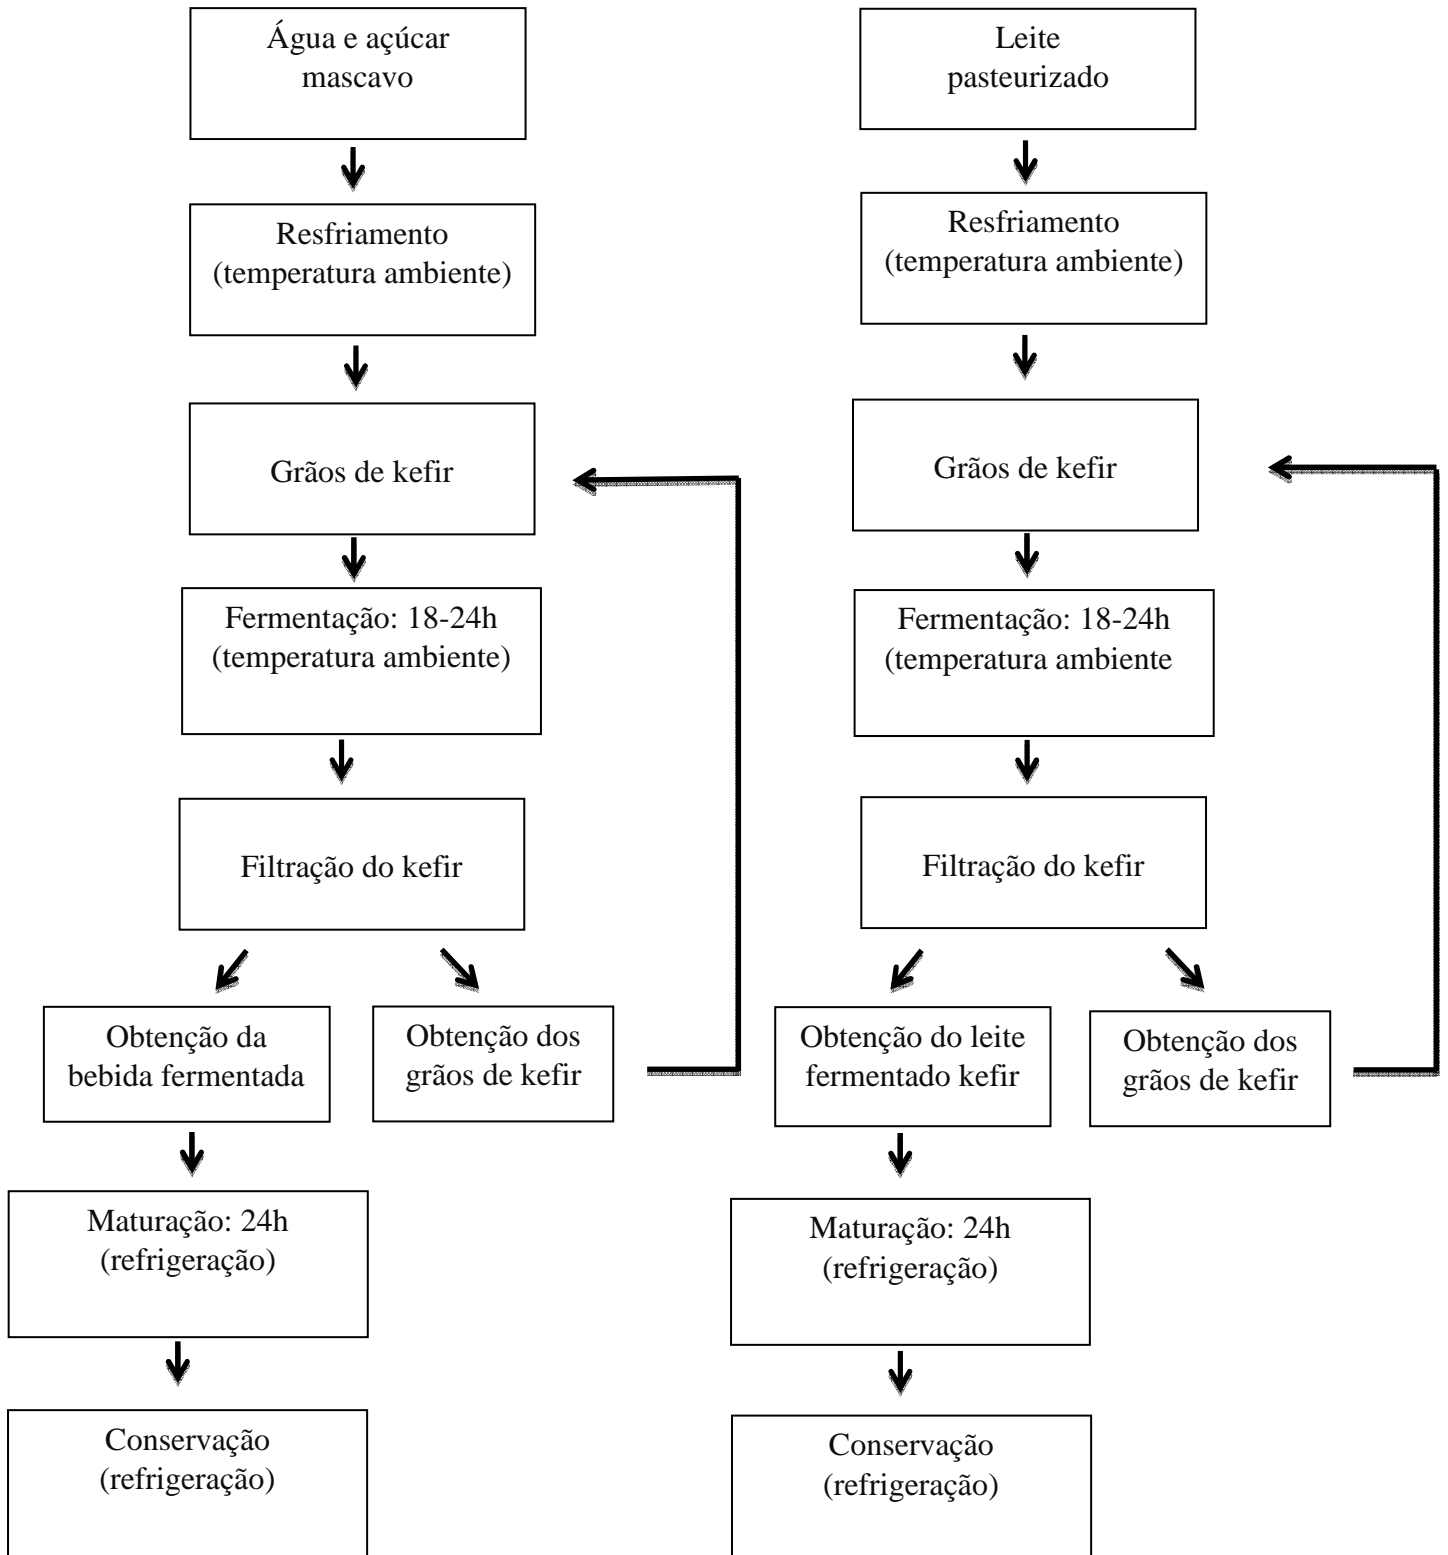 Água e açúcar
mascavo
Resfriamento
(temperatura ambiente)
Grãos de kefir
Fermentação: 18-24h
(temperatura ambiente)
Filtração do kefir
Obtenção da
bebida fermentada
Obtenção dos
grãos de kefir
Maturação: 24h
(refrigeração)
Conservação
(refrigeração)
Leite
pasteurizado
Resfriamento
(temperatura ambiente)
Grãos de kefir
Fermentação: 18-24h
(temperatura ambiente
Filtração do kefir
Obtenção do leite
fermentado kefir
Obtenção dos
grãos de kefir
Maturação: 24h
(refrigeração)
Conservação
(refrigeração)